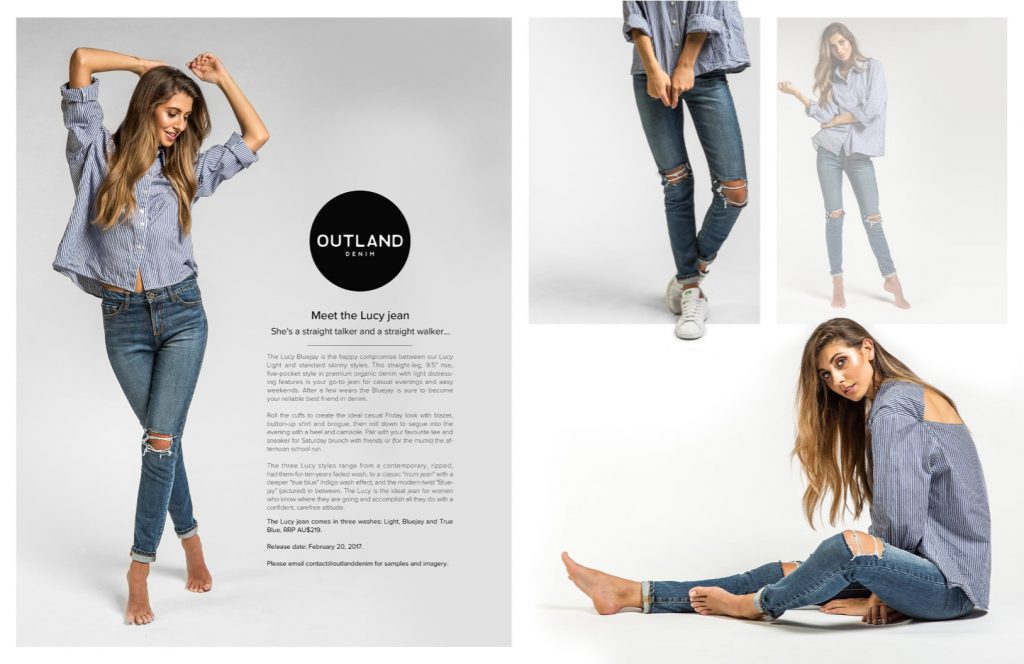 OUTLAND
DENIM
Meet the Lucy jean
She's a straight talker and a straight walker...
The Lucy Bluejay is the happy compromise between our Lucy
Light and standard skinny styles. This straight-leg, 9.5" rise,
five-pocket style in premium organic denim with light distress-
ing features is your go-to jean for casual evenings and easy
weekends. After a few wears the Bluejay is sure to become
your reliable best friend in denim.
Roll the cuffs to create the ideal casual Friday look with blazer,
button-up shirt and brogue, then roll down to segue into the
evening with a heel and camisole. Pair with your favourite tee and
sneaker for Saturday brunch with friends or (for the mums) the af-
ternoon school run.
The three Lucy styles range from a contemporary, ripped,
had-them-for-ten-years faded wash, to a classic "mum jean" with a
deeper "true blue" indigo wash effect, and the modern-twist "Blue-
jay" (pictured) in between. The Lucy is the ideal jean for women
who know where they are going and accomplish all they do with a
confident, carefree attitude.
The Lucy jean comes in three washes: Light, Bluejay and True
Blue, RRP AU$219.
Release date: February 20, 2017.
Please email contact@outlanddenim for samples and imagery.